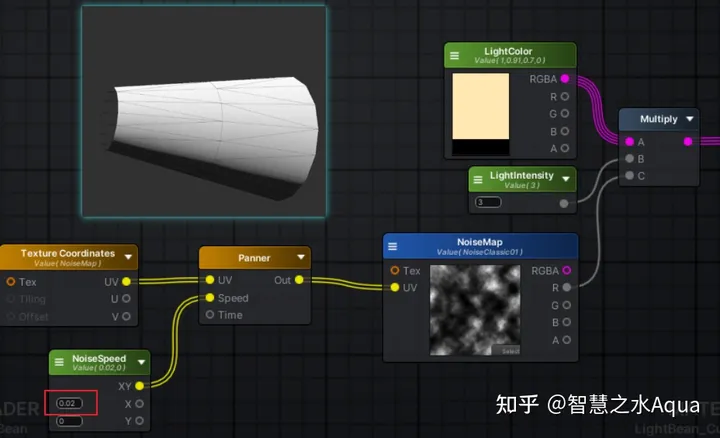 LightColor
Value( 1,0.91,0.7,0 )
RGBA
R
G
B
A
Multiply
A
B
C
LightIntensity
Value( 3 )
3
Texture Coordinates
Value( NoiseMap )
Tex
UV
Tiling
U
Offset
V
Panner
UV
Out
Speed
Time
NoiseMap
Value( NoiseClassic01 )
Tex
RGBA
UV
R
G
B
A
Select
NoiseSpeed
Value( 0.02,0 )
XY
0.02
X
0
Y
知乎 @智慧之水Aqua
ADER
Bean
LightBean_Cu